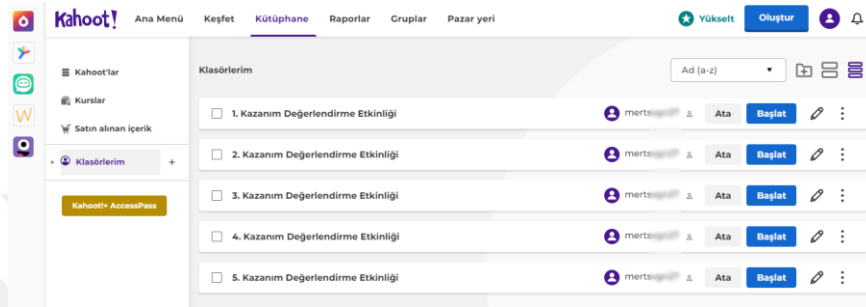 Kahoot! Ana Menü Keşfet Kütüphane Raporlar Gruplar Pazar yeri Yükselt Oluştur
Kahoot'lar
Kurslar
Satın alınan içerik
Klasörlerim +
Kahoot!+ AccessPass
Klasörlerim Ad (a-z)
1. Kazanım Değerlendirme Etkinliği Ata Başlat
2. Kazanım Değerlendirme Etkinliği Ata Başlat
3. Kazanım Değerlendirme Etkinliği Ata Başlat
4. Kazanım Değerlendirme Etkinliği Ata Başlat
5. Kazanım Değerlendirme Etkinliği Ata Başlat